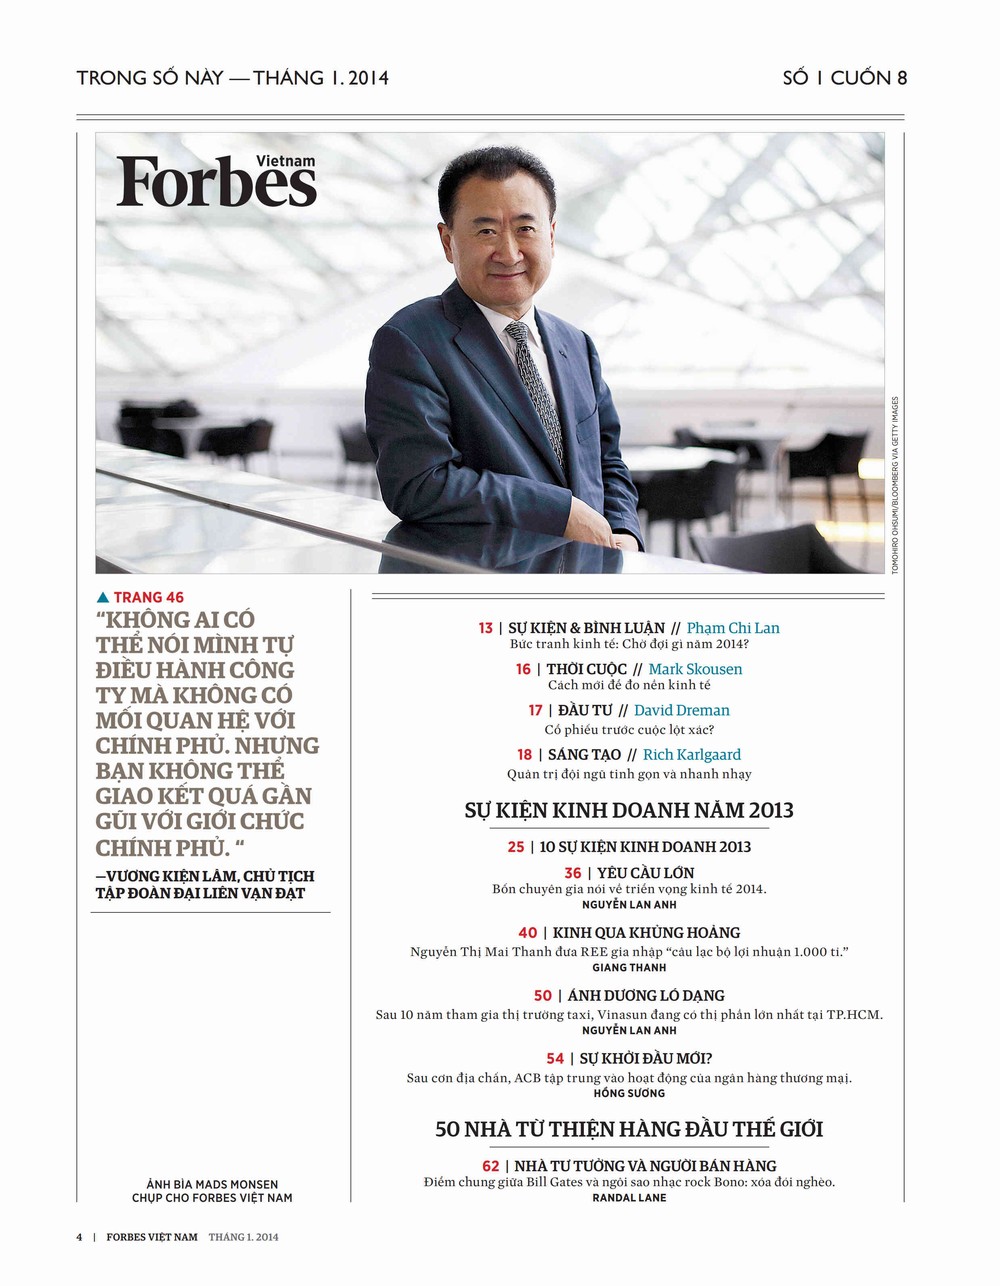 TRONG SỐ NÀY — THÁNG 1. 2014
SỐ 1 CUỐN 8
Forbes
Vietnam
TOMOHIRO OHSUMI/BLOOMBERG VIA GETTY IMAGES
▲ TRANG 46
“KHÔNG AI CÓ
THỂ NÓI MÌNH TỰ
ĐIỀU HÀNH CÔNG
TY MÀ KHÔNG CÓ
MỐI QUAN HỆ VỚI
CHÍNH PHỦ. NHƯNG
BẠN KHÔNG THỂ
GIAO KẾT QUÁ GẦN
GŨI VỚI GIỚI CHỨC
CHÍNH PHỦ. “
—VƯƠNG KIỆN LÂM, CHỦ TỊCH
TẬP ĐOÀN ĐẠI LIÊN VẠN ĐẠT
ẢNH BÌA MADS MONSEN
CHỤP CHO FORBES VIỆT NAM
13 | SỰ KIỆN & BÌNH LUẬN // Phạm Chi Lan
Bức tranh kinh tế: Chờ đợi gì năm 2014?
16 | THỜI CUỘC // Mark Skousen
Cách mới để đo nền kinh tế
17 | ĐẦU TƯ // David Dreman
Cổ phiếu trước cuộc lột xác?
18 | SÁNG TẠO // Rich Karlgaard
Quản trị đội ngũ tinh gọn và nhanh nhạy
SỰ KIỆN KINH DOANH NĂM 2013
25 | 10 SỰ KIỆN KINH DOANH 2013
36 | YÊU CẦU LỚN
Bốn chuyên gia nói về triển vọng kinh tế 2014.
NGUYỄN LAN ANH
40 | KINH QUA KHỦNG HOẢNG
Nguyễn Thị Mai Thanh đưa REE gia nhập “câu lạc bộ lợi nhuận 1.000 tỉ.”
GIANG THANH
50 | ÁNH DƯƠNG LÓ DẠNG
Sau 10 năm tham gia thị trường taxi, Vinasun đang có thị phần lớn nhất tại TP.HCM.
NGUYỄN LAN ANH
54 | SỰ KHỞI ĐẦU MỚI?
Sau cơn địa chấn, ACB tập trung vào hoạt động của ngân hàng thương mại.
HỒNG SƯƠNG
50 NHÀ TỪ THIỆN HÀNG ĐẦU THẾ GIỚI
62 | NHÀ TƯ TƯỞNG VÀ NGƯỜI BÁN HÀNG
Điểm chung giữa Bill Gates và ngôi sao nhạc rock Bono: xóa đói nghèo.
RANDAL LANE
4 | FORBES VIỆT NAM THÁNG 1. 2014